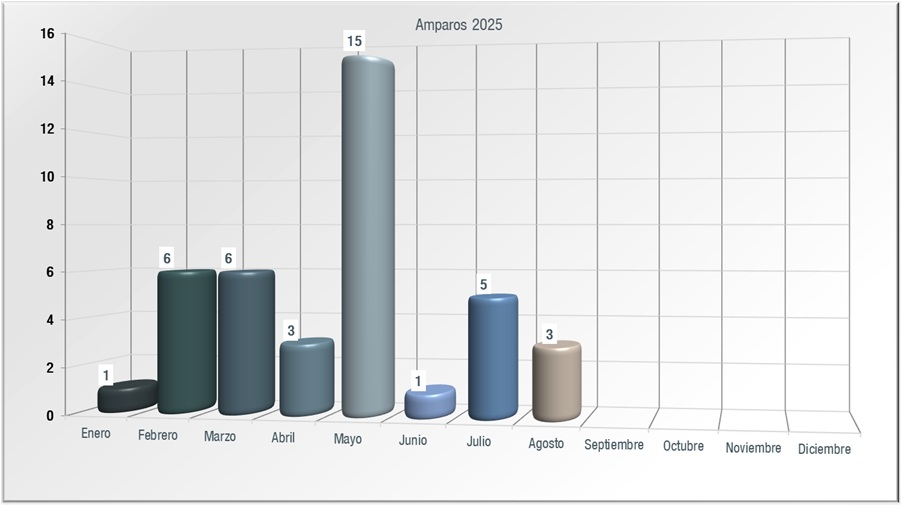 Amparos 2025
16
14
12
10
8
6
4
2
0
1
6
6
3
15
1
5
3
Enero
Febrero
Marzo
Abril
Mayo
Junio
Julio
Agosto
Septiembre
Octubre
Noviembre
Diciembre